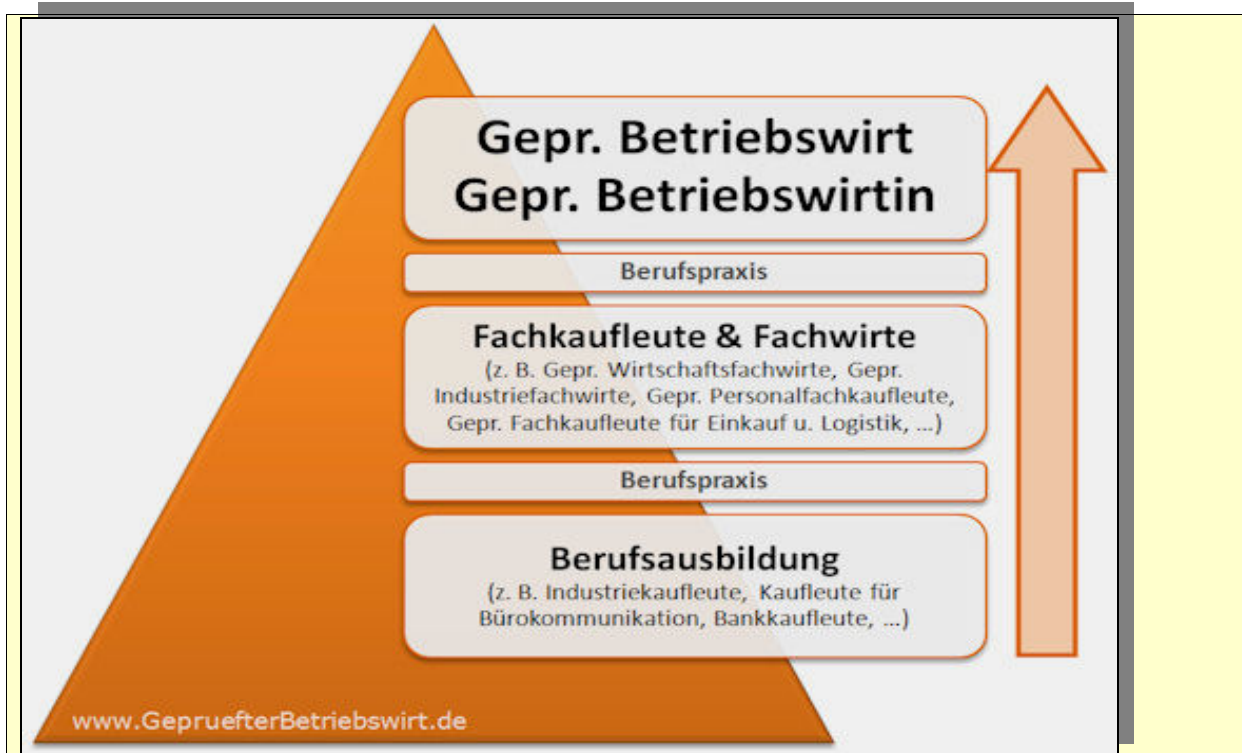 Gepr. Betriebswirt
Gepr. Betriebswirtin
Berufspraxis
Fachkaufleute & Fachwirte
(z. B. Gepr. Wirtschaftsfachwirte, Gepr.
Industriefachwirte, Gepr. Personalfachkaufleute,
Gepr. Fachkaufleute für Einkauf u. Logistik, ...)
Berufspraxis
Berufsausbildung
(z. B. Industriekaufleute, Kaufleute für
Bürokommunikation, Bankkaufleute, ...)
www.GepruefterBetriebswirt.de